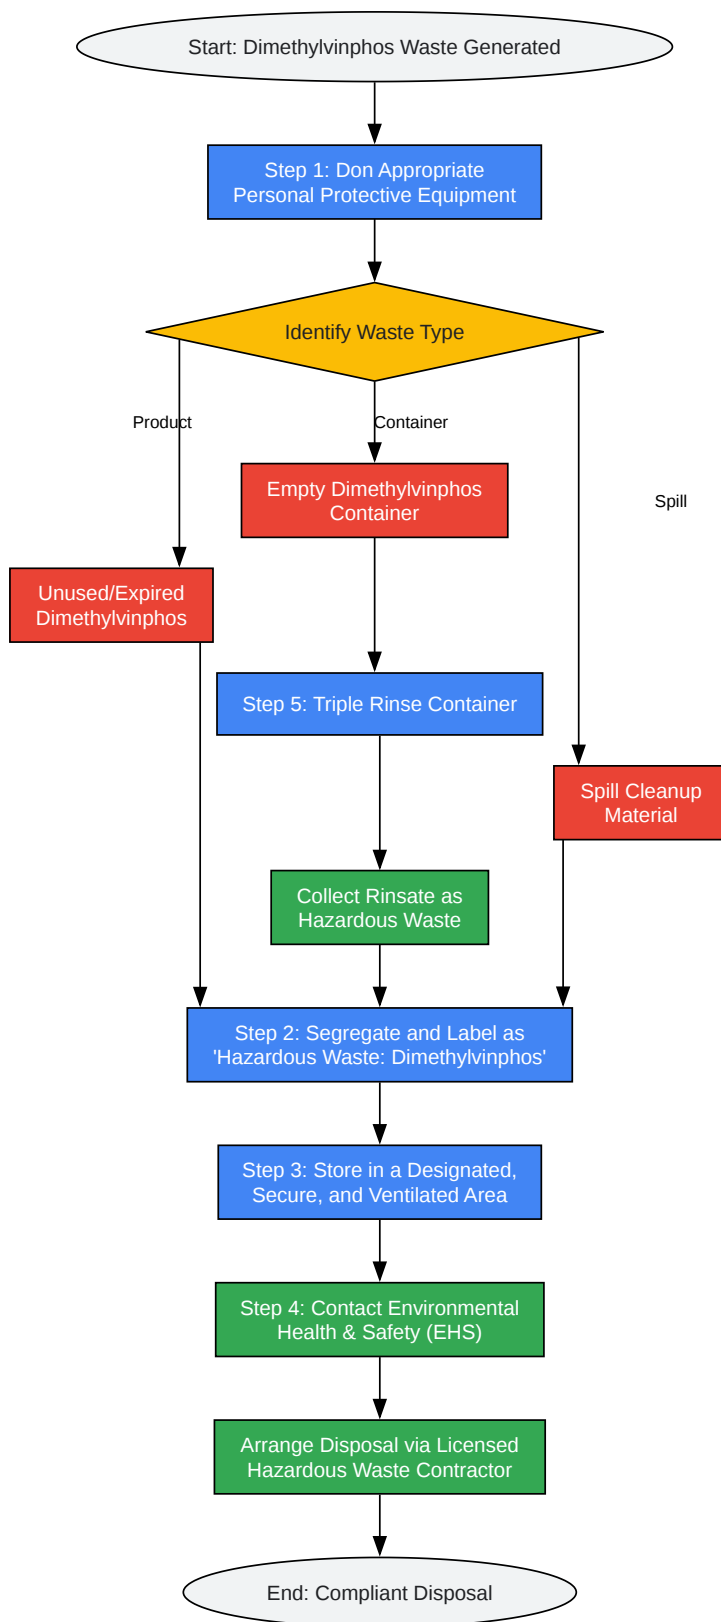 Start: Dimethylvinphos Waste Generated
Step 1: Don Appropriate
Personal Protective Equipment
Identify Waste Type
Product
Container
Empty Dimethylvinphos
Container
Spill
Unused/Expired
Dimethylvinphos
Step 5: Triple Rinse Container
Spill Cleanup
Material
Collect Rinsate as
Hazardous Waste
Step 2: Segregate and Label as
'Hazardous Waste: Dimethylvinphos'
Step 3: Store in a Designated,
Secure, and Ventilated Area
Step 4: Contact Environmental
Health & Safety (EHS)
Arrange Disposal via Licensed
Hazardous Waste Contractor
End: Compliant Disposal